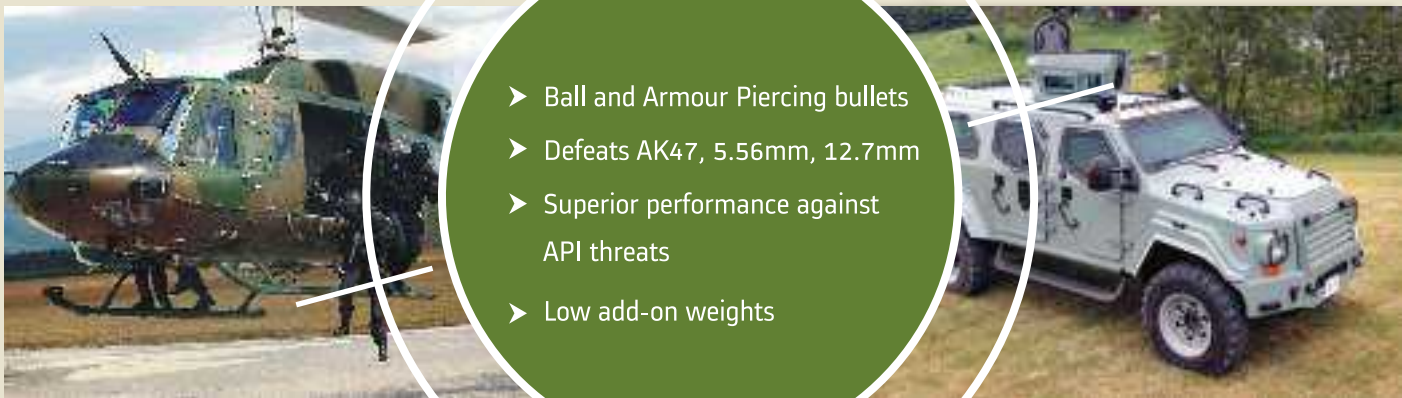 ➤ Ball and Armour Piercing bullets
➤ Defeats AK47, 5.56mm, 12.7mm
➤ Superior performance against
API threats
➤ Low add-on weights